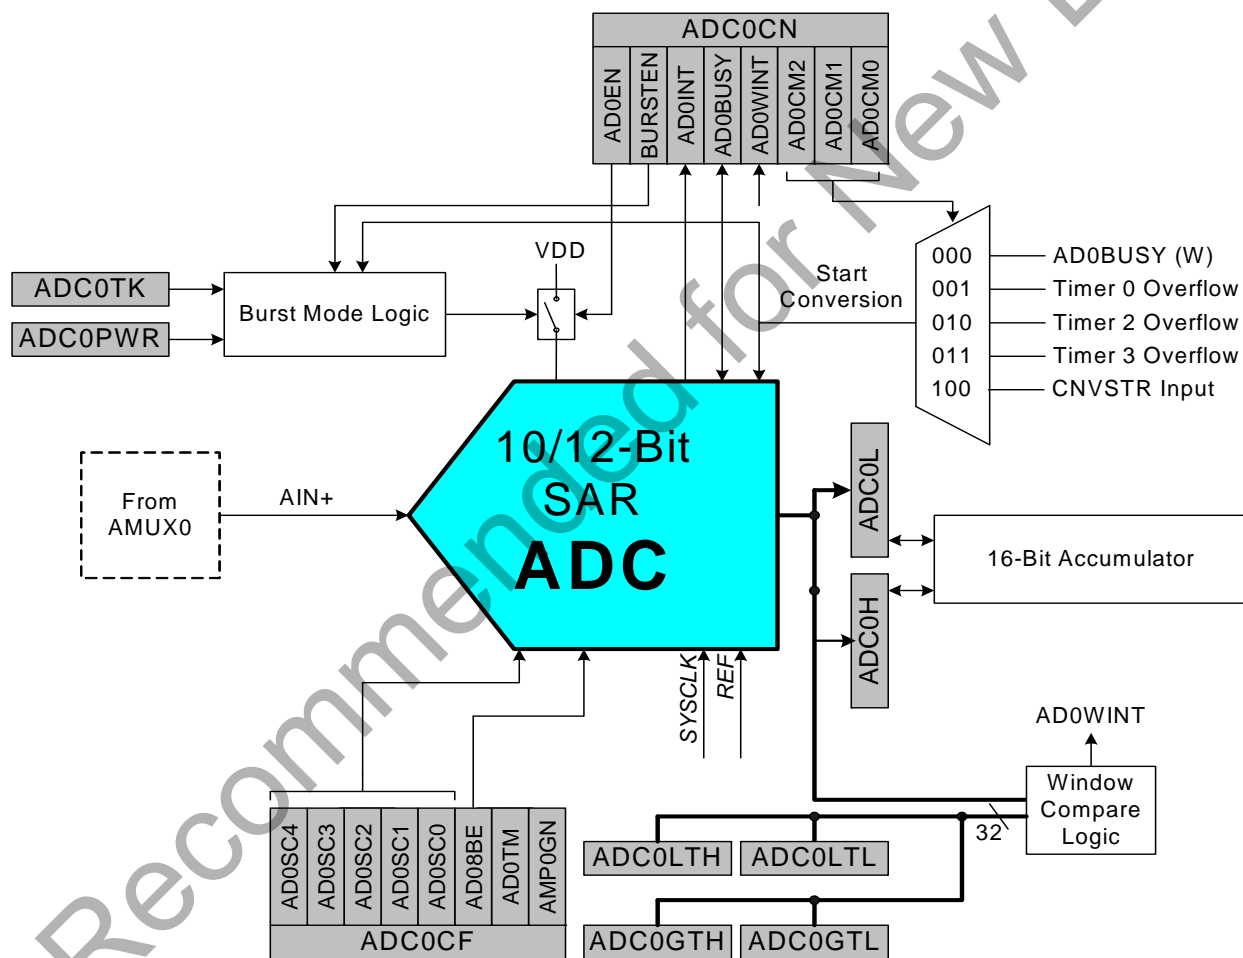 ADC0CN
AD0EN
BURSTEN
AD0INT
AD0BUSY
AD0WINT
AD0CM2
AD0CM1
AD0CM0
VDD
Start
Conversion
000
AD0BUSY (W)
001
Timer 0 Overflow
010
Timer 2 Overflow
011
Timer 3 Overflow
100
CNVSTR Input
ADC0TK
ADC0PWR
Burst Mode Logic
10/12-Bit
SAR
ADC
From
AMUX0
AIN+
ADC0L
ADC0H
16-Bit Accumulator
SYSCLK
REF
AD0WINT
Window
Compare
Logic
32
AD0SC4
AD0SC3
AD0SC2
AD0SC1
AD0SC0
AD08BE
AD0TM
AMP0GN
ADC0CF
ADC0LTH
ADC0LTL
ADC0GTH
ADC0GTL
Recommended for New